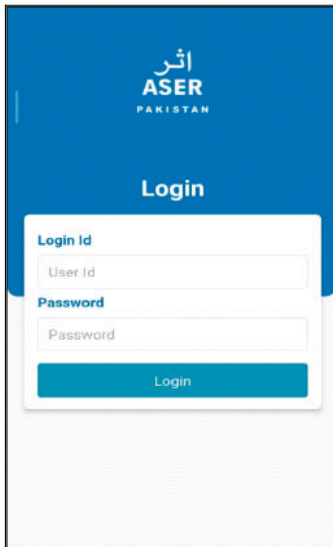 اثر
ASER
PAKISTAN
Login
Login Id
User Id
Password
Password
Login